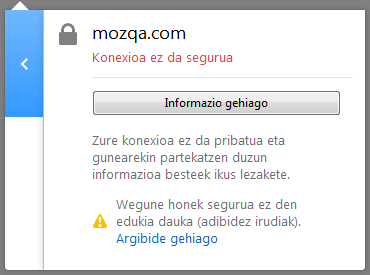 mozqa.com
Konexioa ez da segurua
Informazio gehiago
Zure konexioa ez da pribatua eta
gunearekin partekatzen duzun
informazioa besteek ikus lezakete.
Wegune honek segurua ez den
edukia dauka (adibidez irudiak).
Argibide gehiago